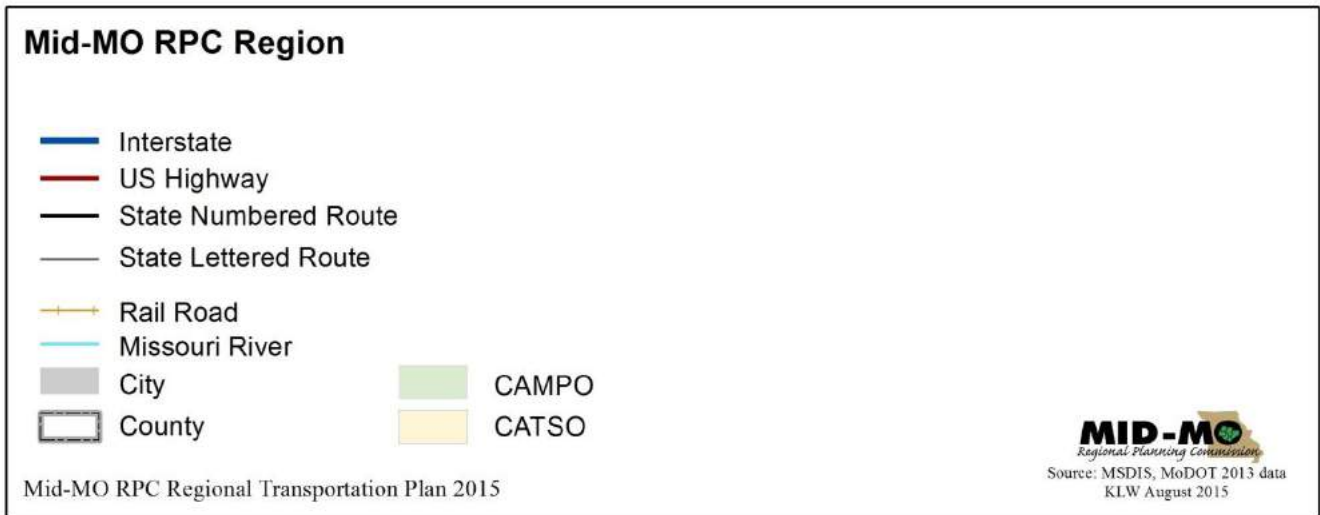 Mid-MO RPC Region
Interstate
US Highway
State Numbered Route
State Lettered Route
Rail Road
Missouri River
City
CAMPO
County
CATSO
MID-MO
Regional Planning Commission
Source: MSDIS, MoDOT 2013 data
KLW August 2015
Mid-MO RPC Regional Transportation Plan 2015